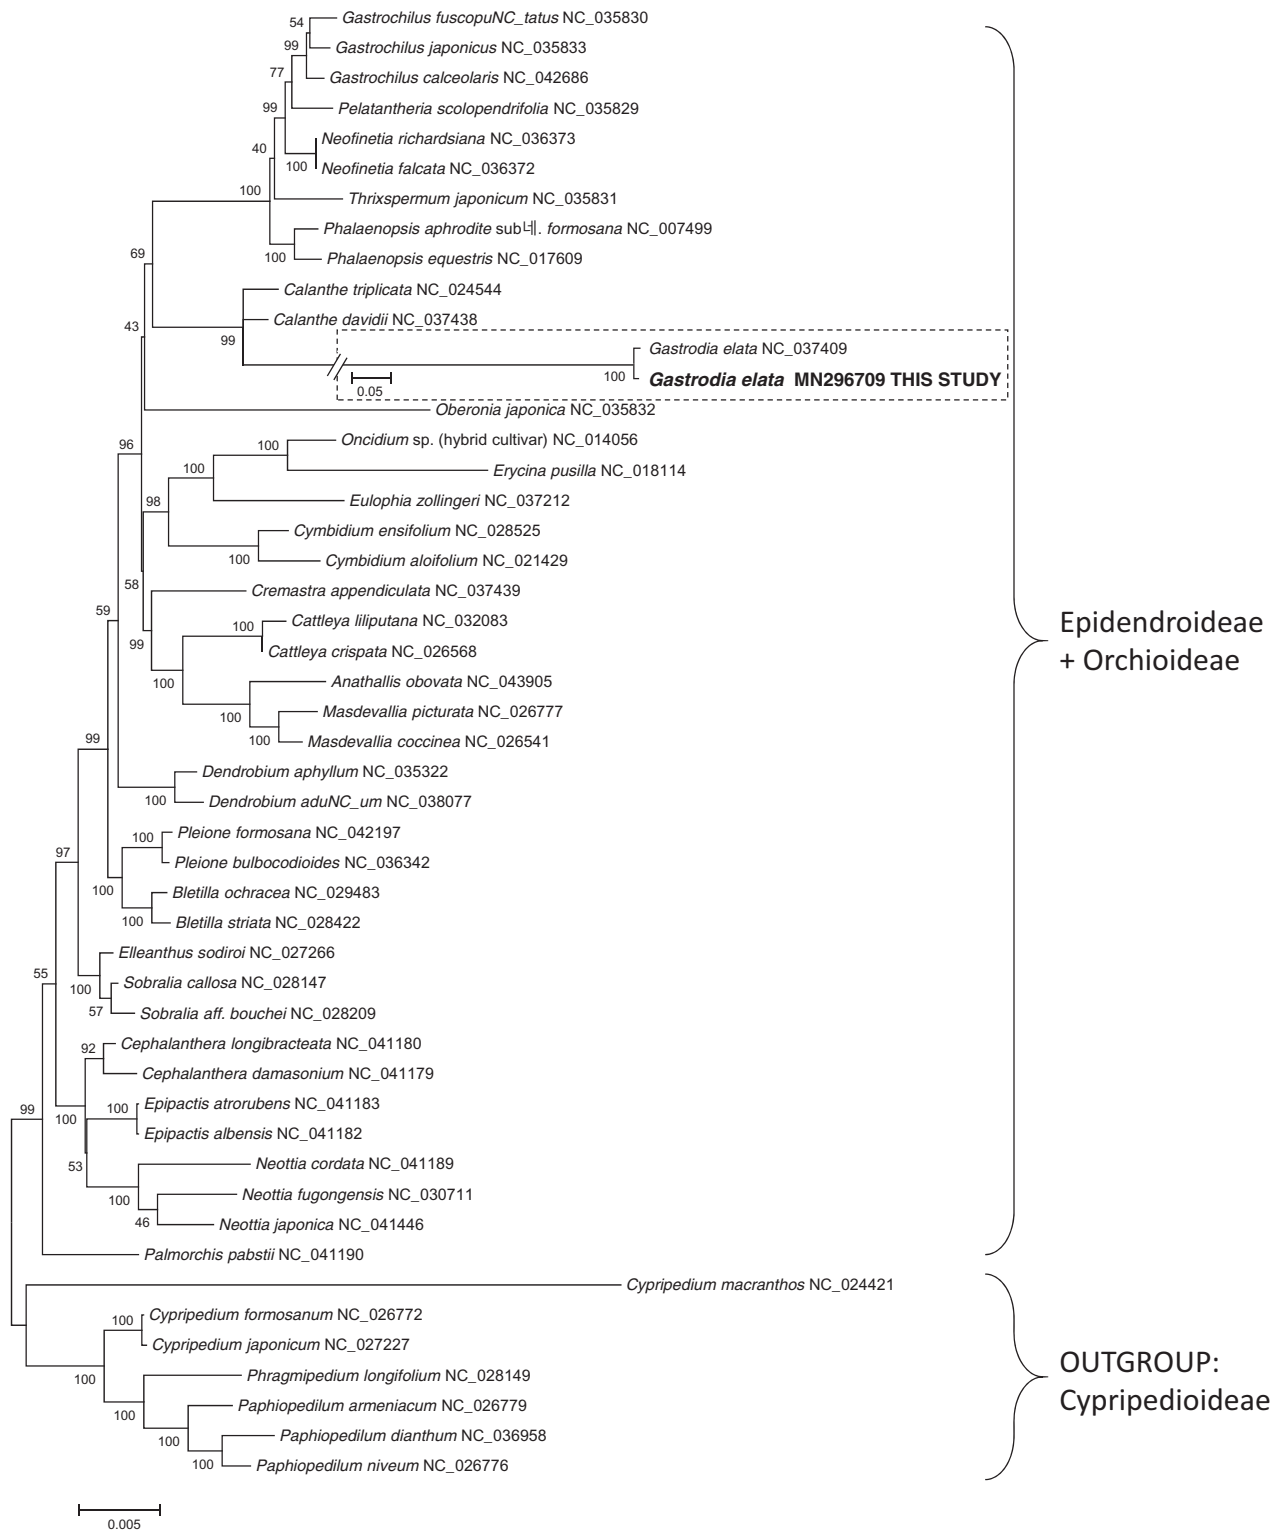 54
Gastrochilus fuscopuNC_tatus NC_035830
99
Gastrochilus japonicus NC_035833
77
Gastrochilus calceolaris NC_042686
99
Pelatantheria scolopendrifolia NC_035829
40
Neofinetia richardsiana NC_036373
100
Neofinetia falcata NC_036372
100
Thrixspermum japonicum NC_035831
Phalaenopsis aphrodite sub. formosana NC_007499
100
Phalaenopsis equestris NC_017609
69
Calanthe triplicata NC_024544
43
Calanthe davidii NC_037438
99
Gastrodia elata NC_037409
100
Gastrodia elata MN296709 THIS STUDY
0.05
Oberonia japonica NC_035832
96
Oncidium sp. (hybrid cultivar) NC_014056
100
Erycina pusilla NC_018114
100
Eulophia zollingeri NC_037212
98
Cymbidium ensifolium NC_028525
100
Cymbidium aloifolium NC_021429
58
Cremastra appendiculata NC_037439
59
Cattleya liliputana NC_032083
100
99
Cattleya crispata NC_026568
100
Anathallis obovata NC_043905
100
Masdevallia picturata NC_026777
100
Masdevallia coccinea NC_026541
99
Dendrobium aphyllum NC_035322
100
Dendrobium aduNC_um NC_038077
Pleione formosana NC_042197
100
97
Pleione bulbocodioides NC_036342
100
Bletilla ochracea NC_029483
100
Bletilla striata NC_028422
Elleanthus sodiroi NC_027266
55
100
Sobralia callosa NC_028147
57
Sobralia aff. bouchei NC_028209
Cephalanthera longibracteata NC_041180
92
Cephalanthera damasonium NC_041179
99
100
Epipactis atrorubens NC_041183
100
Epipactis albensis NC_041182
53
Neottia cordata NC_041189
100
Neottia fugongensis NC_030711
46
Neottia japonica NC_041446
Palmorchis pabstii NC_041190
Epidendroideae
+ Orchioideae
Cypripedium macranthos NC_024421
Cypripedium formosanum NC_026772
100
Cypripedium japonicum NC_027227
100
Phragmipedium longifolium NC_028149
100
Paphiopedilum armeniacum NC_026779
100
Paphiopedilum dianthum NC_036958
100
Paphiopedilum niveum NC_026776
OUTGROUP:
Cypripedioideae
0.005